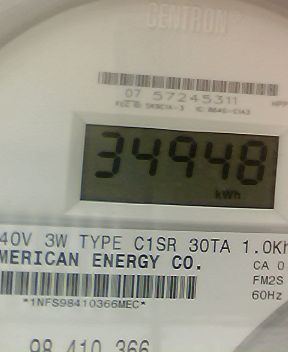 CENTRON
07 57245311
34948
kWh
40V 3W TYPE C1SR 30TA 1.0Kh
MERICAN ENERGY CO.
CA 0
FM2S
60Hz
*1NFS98410366MEC*
98 410 366